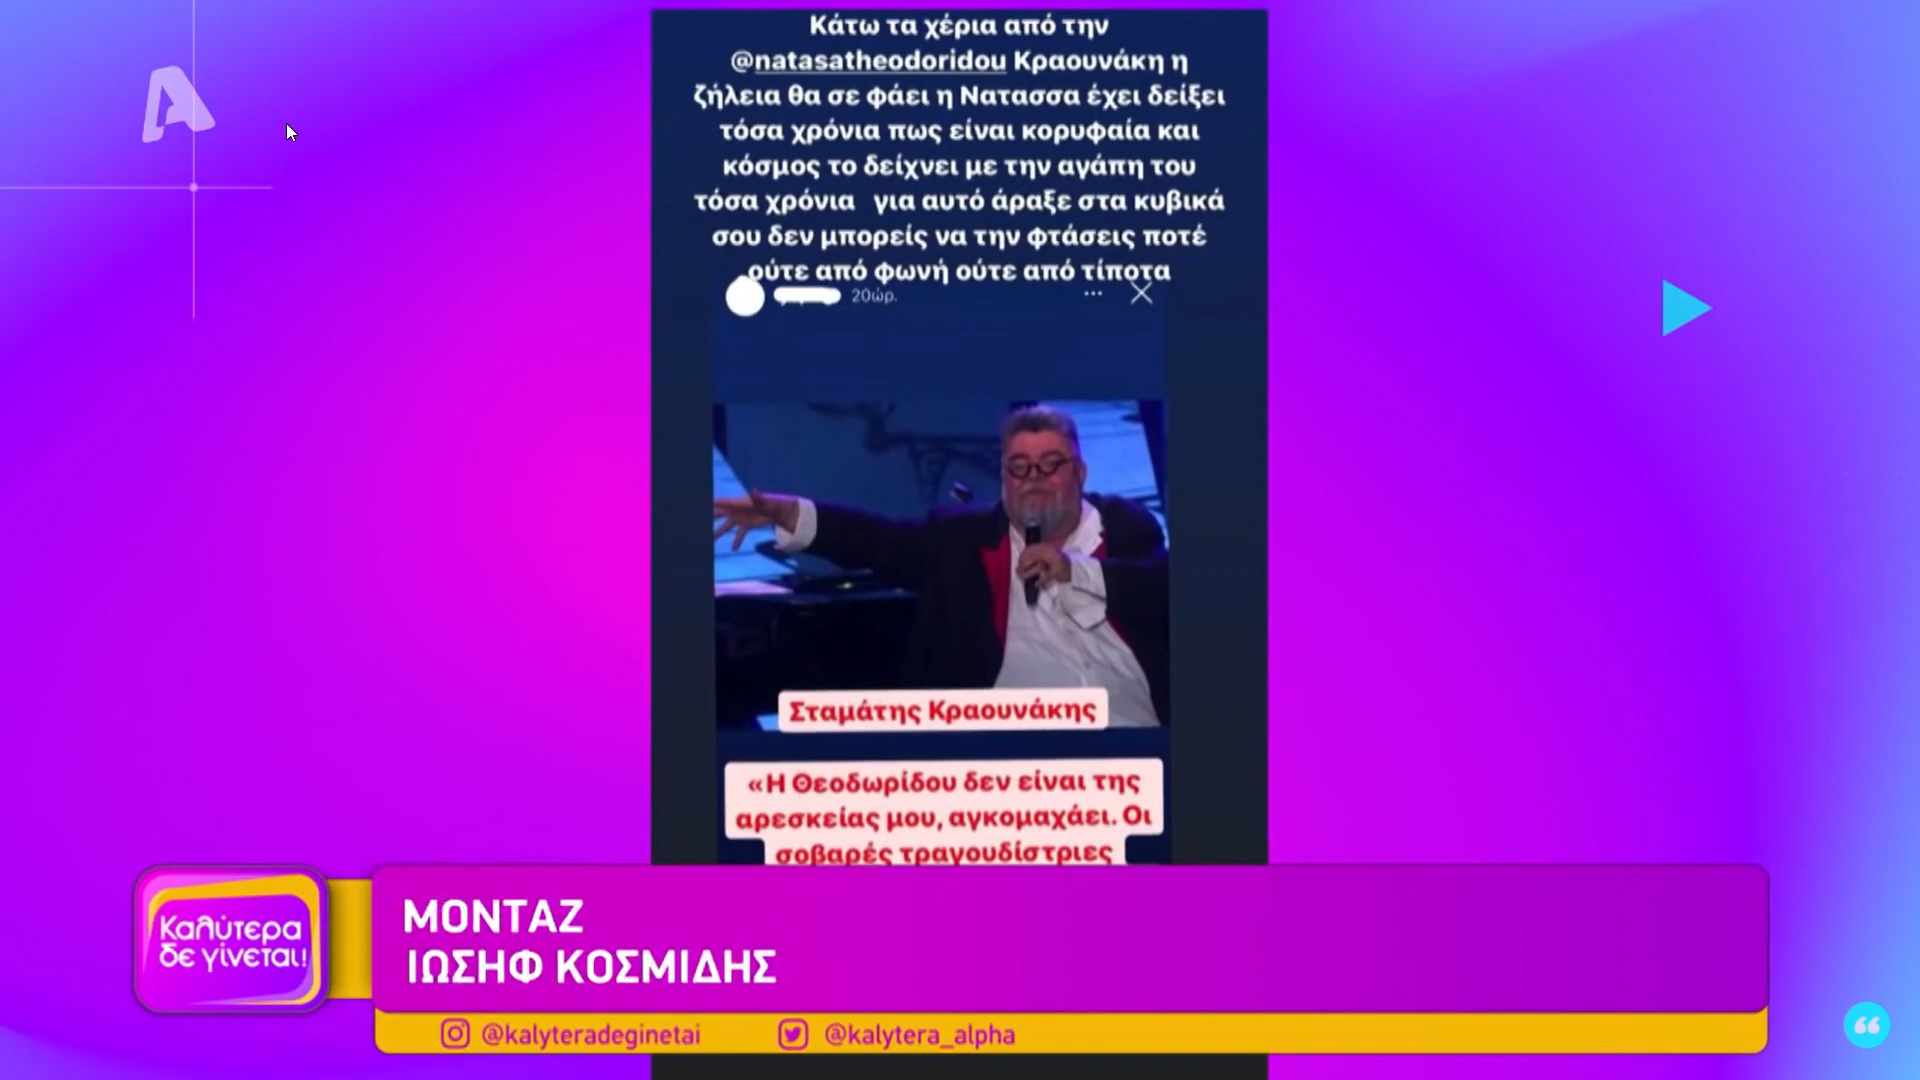 Κάτω τα χέρια από την
@natasatheodoridou Κραουνάκη η
ζήλεια θα σε φάει η Νατασσα έχει δείξει
τόσα χρόνια πως είναι κορυφαία και
κόσμος το δείχνει με την αγάπη του
τόσα χρόνια για αυτό άραξε στα κυβικά
σου δεν μπορείς να την φτάσεις ποτέ
ούτε από φωνή ούτε από τίποτα
20ώρ.
Σταμάτης Κραουνάκης
«Η Θεοδωρίδου δεν είναι της
αρεσκείας μου, αγκομαχάει. Οι
σοβαρές τραγουδίστριες
Καλύτερα
δε γίνεται!
ΜΟΝΤΑΖ
ΙΩΣΗΦ ΚΟΣΜΙΔΗΣ
@kalyteradeginetai
@kalytera_alpha